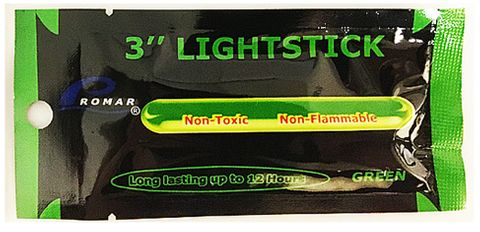 3'' LIGHTSTICK
ROMAR®
Non-Toxic Non-Flammable
Long lasting up to 12 Hours
GREEN